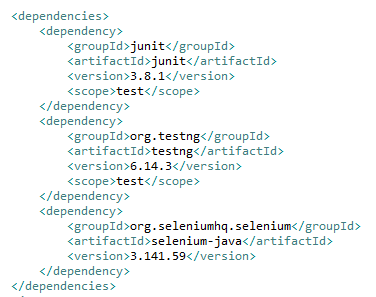 <dependencies>
    <dependency>
        <groupId>junit</groupId>
        <artifactId>junit</artifactId>
        <version>3.8.1</version>
        <scope>test</scope>
    </dependency>
    <dependency>
        <groupId>org.testng</groupId>
        <artifactId>testng</artifactId>
        <version>6.14.3</version>
        <scope>test</scope>
    </dependency>
    <dependency>
        <groupId>org.seleniumhq.selenium</groupId>
        <artifactId>selenium-java</artifactId>
        <version>3.141.59</version>
    </dependency>
</dependencies>